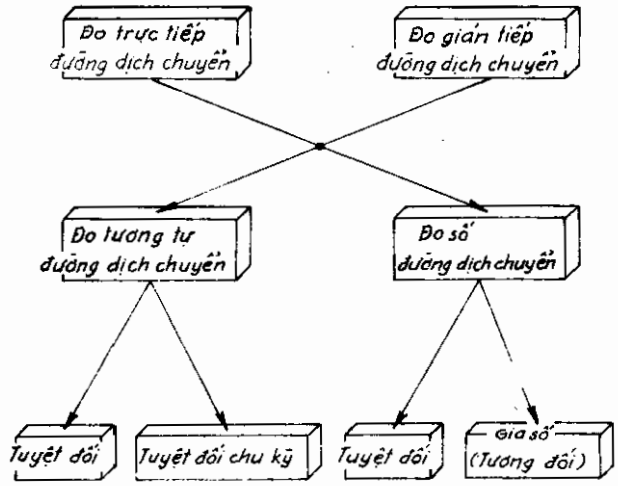 Đo trực tiếp
đường dịch chuyển
Đo gián tiếp
đường dịch chuyển
Đo tương tự
đường dịch chuyển
Đo số
đường dịch chuyển
Tuyệt đối
Tuyệt đối chu kỳ
Tuyệt đối
Gia số
(Tương đối)